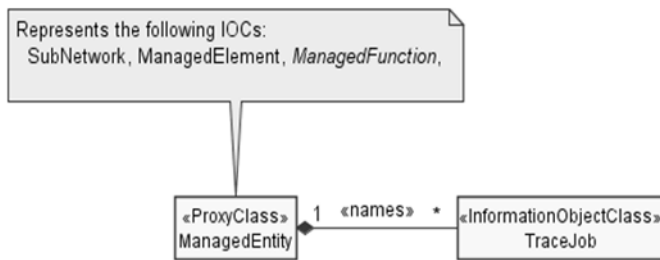 Represents the following IOCs:
SubNetwork, ManagedElement, ManagedFunction,
«ProxyClass»
ManagedEntity
1 «names» *
«InformationObjectClass»
TraceJob